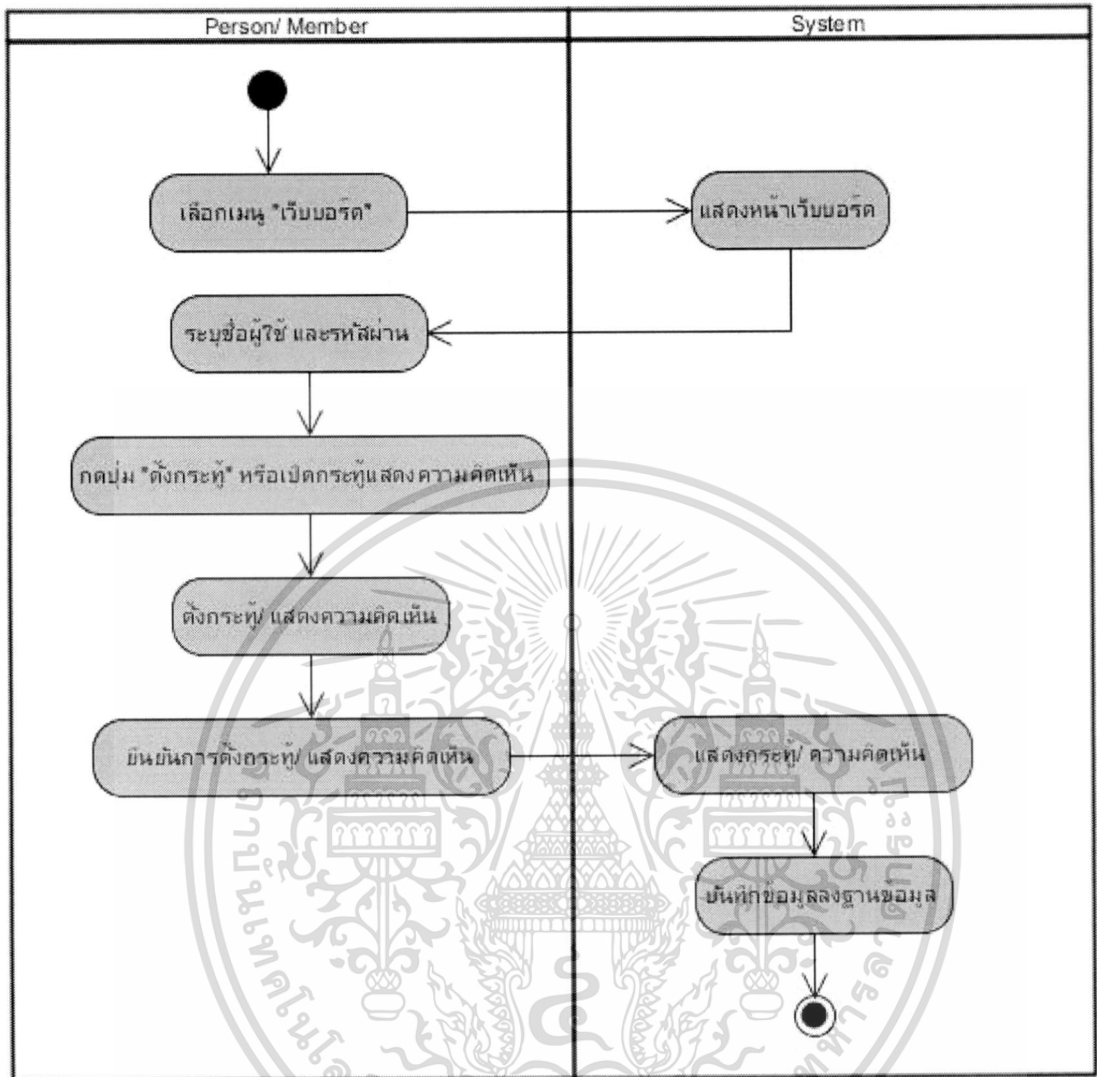 Person/ Member
System
เลือกเมนู "เว็บบอร์ด"
แสดงหน้าเว็บบอร์ด
ระบุชื่อผู้ใช้ และรหัสผ่าน
กดปุ่ม "ตั้งกระทู้" หรือเปิดกระทู้แสดงความคิดเห็น
ตั้งกระทู้/ แสดงความคิดเห็น
ยืนยันการตั้งกระทู้/ แสดงความคิดเห็น
แสดงกระทู้/ ความคิดเห็น
บันทึกข้อมูลลงฐานข้อมูล